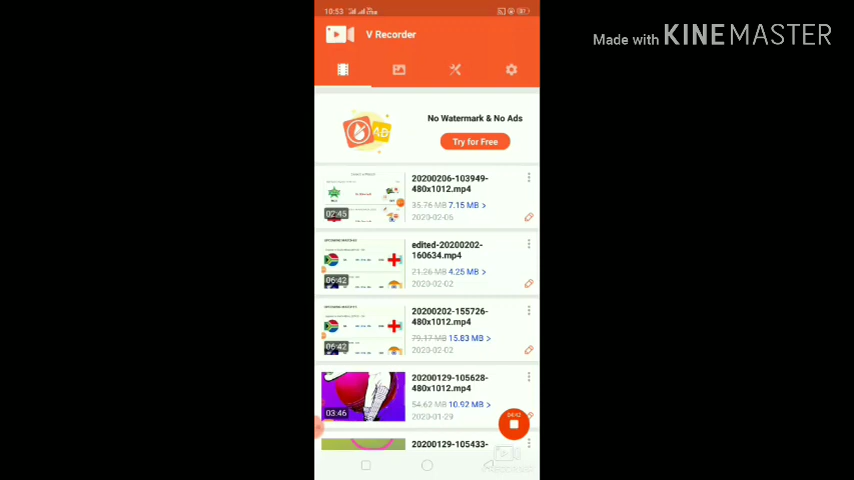 10:53
V Recorder
Made with KINEMASTER
No Watermark & No Ads
AD
Try for Free
20200206-103949-
480x1012.mp4
35.76 MB 7.15 MB >
2020-02-06
02:45
edited-20200202-
160634.mp4
21.26 MB 4.25 MB >
2020-02-02
06:42
20200202-155726-
480x1012.mp4
79.17 MB 15.83 MB >
2020-02-02
06:42
20200129-105628-
480x1012.mp4
54.62 MB 10.92 MB >
2020-01-29
03:46
04:42
20200129-105433-